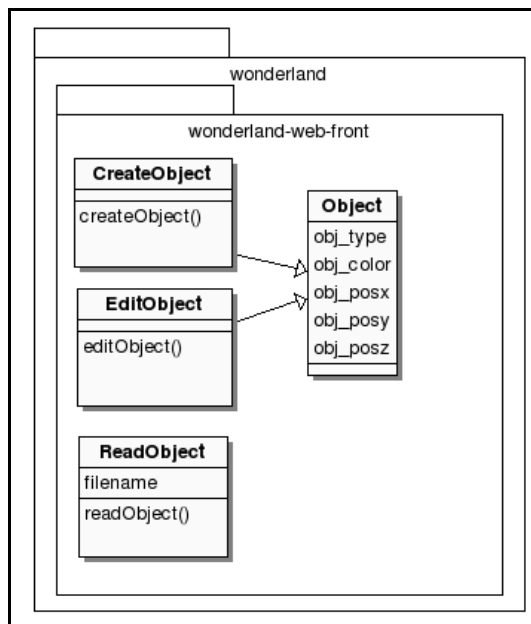 wonderland
wonderland-web-front
CreateObject
createObject()
EditObject
editObject()
ReadObject
filename
readObject()
Object
obj_type
obj_color
obj_posx
obj_posy
obj_posz